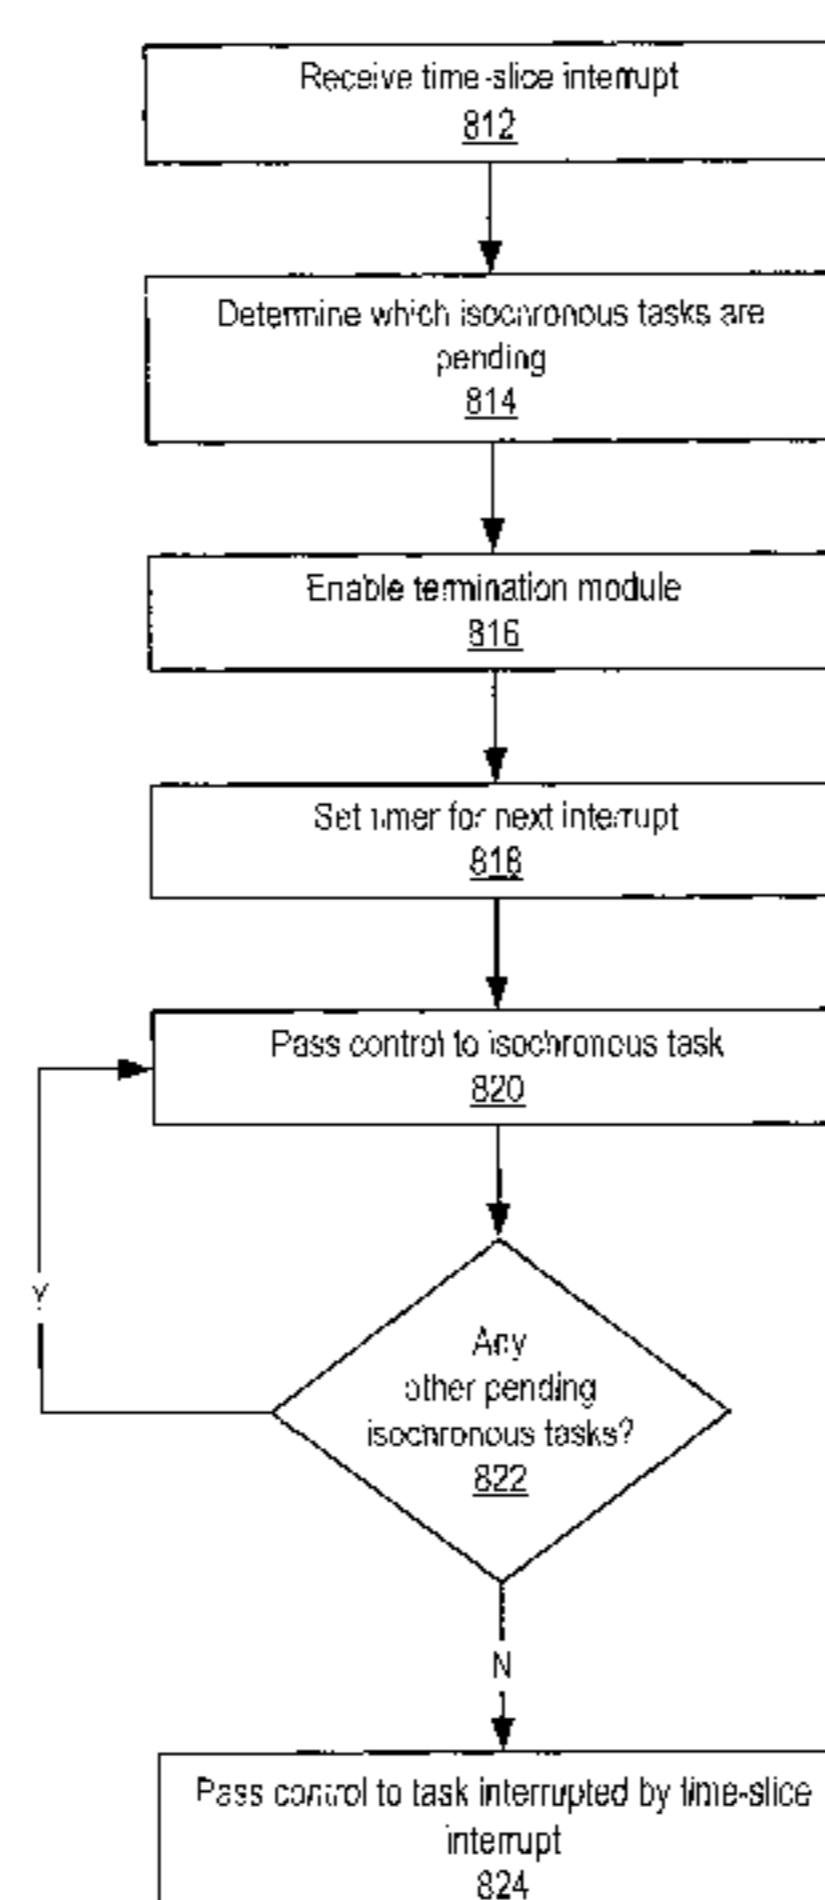 Receive time-slice interrupt
812
Determine which isochronous tasks are
pending
814
Enable termination module
816
Set timer for next interrupt
818
Pass control to isochronous task
820
Y
Any
other pending
isochronous tasks?
822
N
Pass control to task interrupted by time-slice
interrupt
824